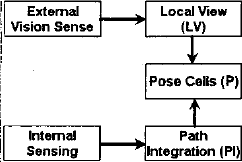 External
Vision Sense
Local View
(LV)
Pose Cells (P)
Internal
Sensing
Path
Integration (PI)